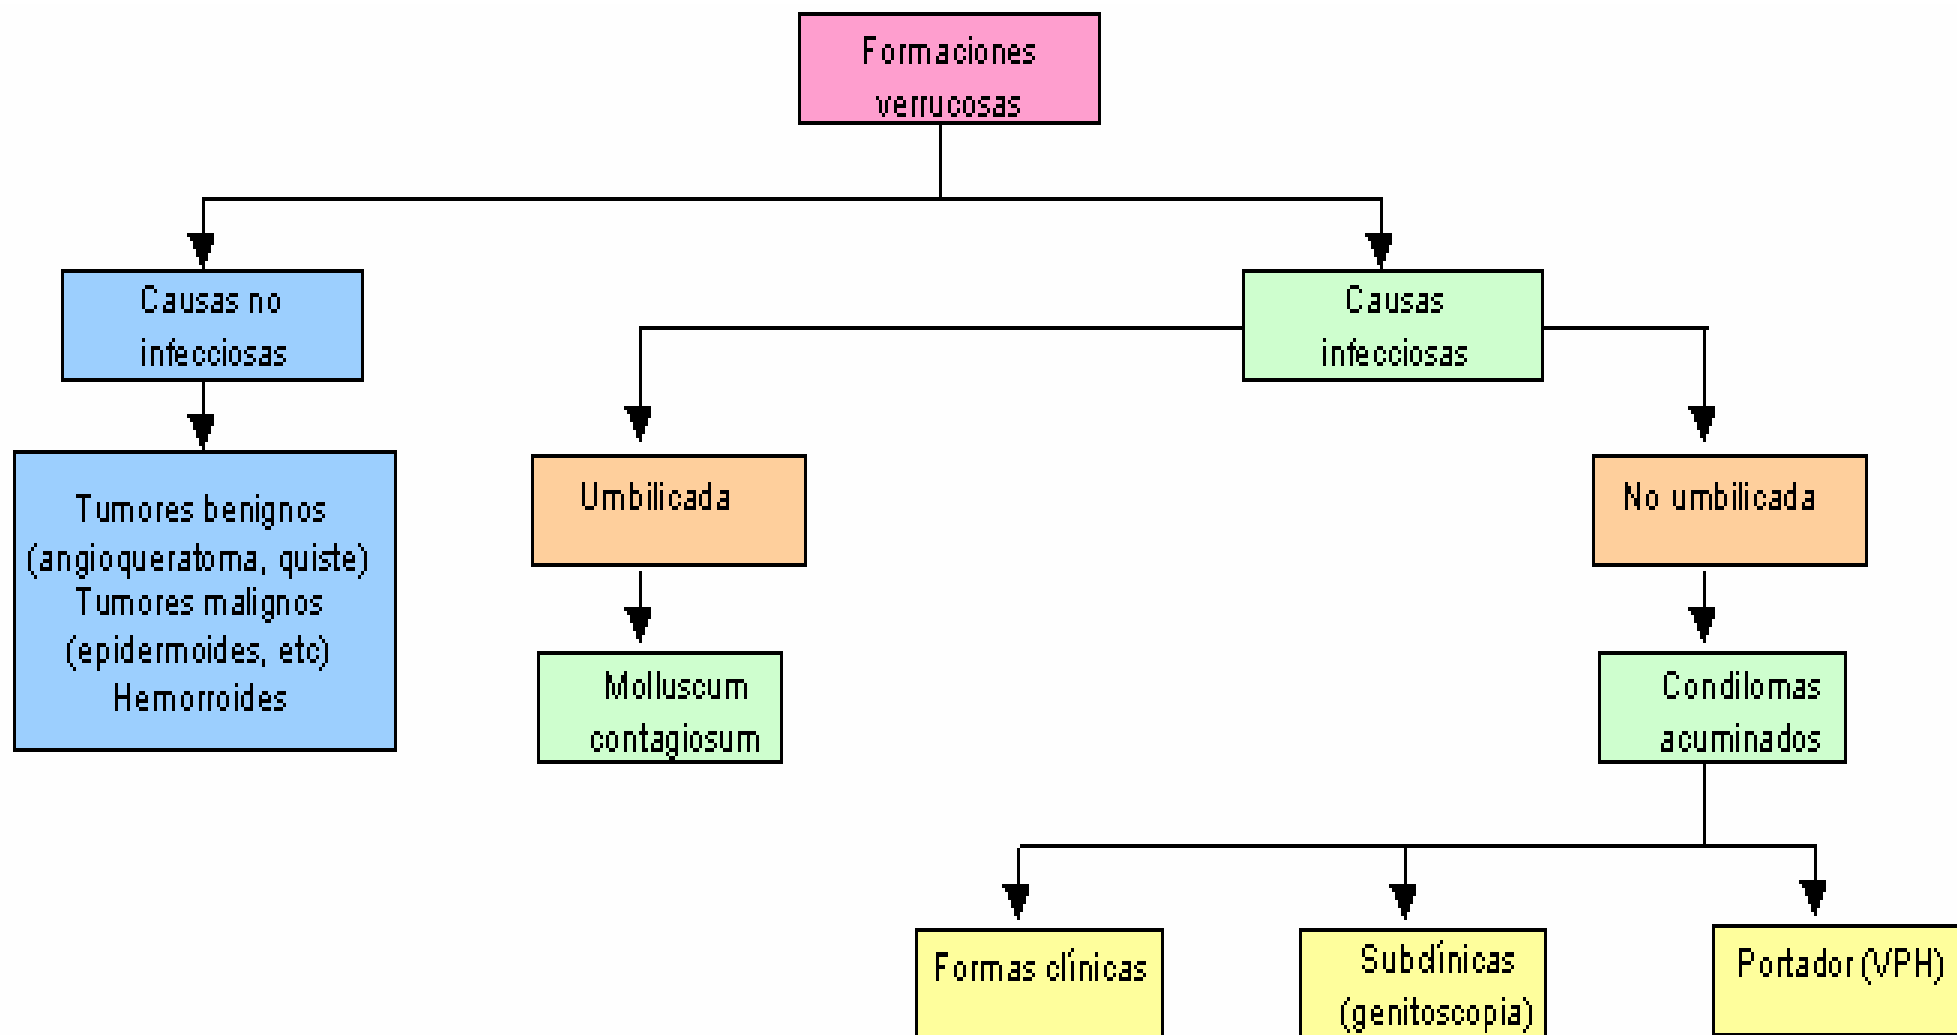 Formaciones
verrucosas
Causas no
infecciosas
Causas
infecciosas
Tumores benignos
(angioqueratoma, quiste)
Tumores malignos
(epidermoides, etc)
Hemorroides
Umbilicada
No umbilicada
Molluscum
contagiosum
Condilomas
acuminados
Formas clínicas
Subclínicas
(genitoscopia)
Portador (VPH)